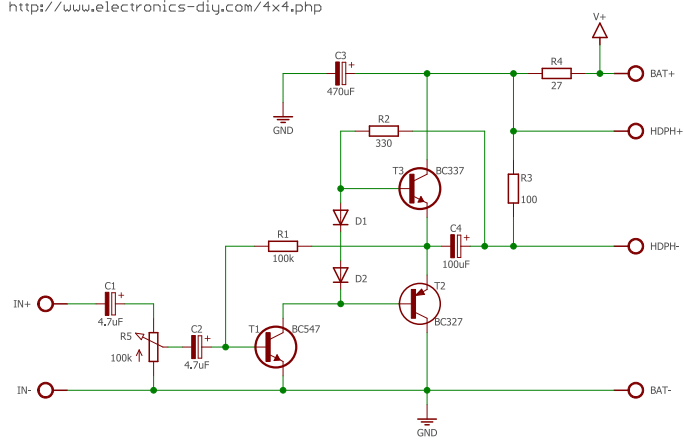 http://www.electronics-diy.com/4x4.php
V+
C3
+
470uF
GND
R4
27
BAT+
R2
330
HDPH+
T3
BC337
R3
100
D1
R1
100k
C4
+
100uF
HDPH-
D2
T2
BC327
C1
+
4.7uF
IN+
R5
100k
C2
+
4.7uF
T1
BC547
IN-
BAT-
GND